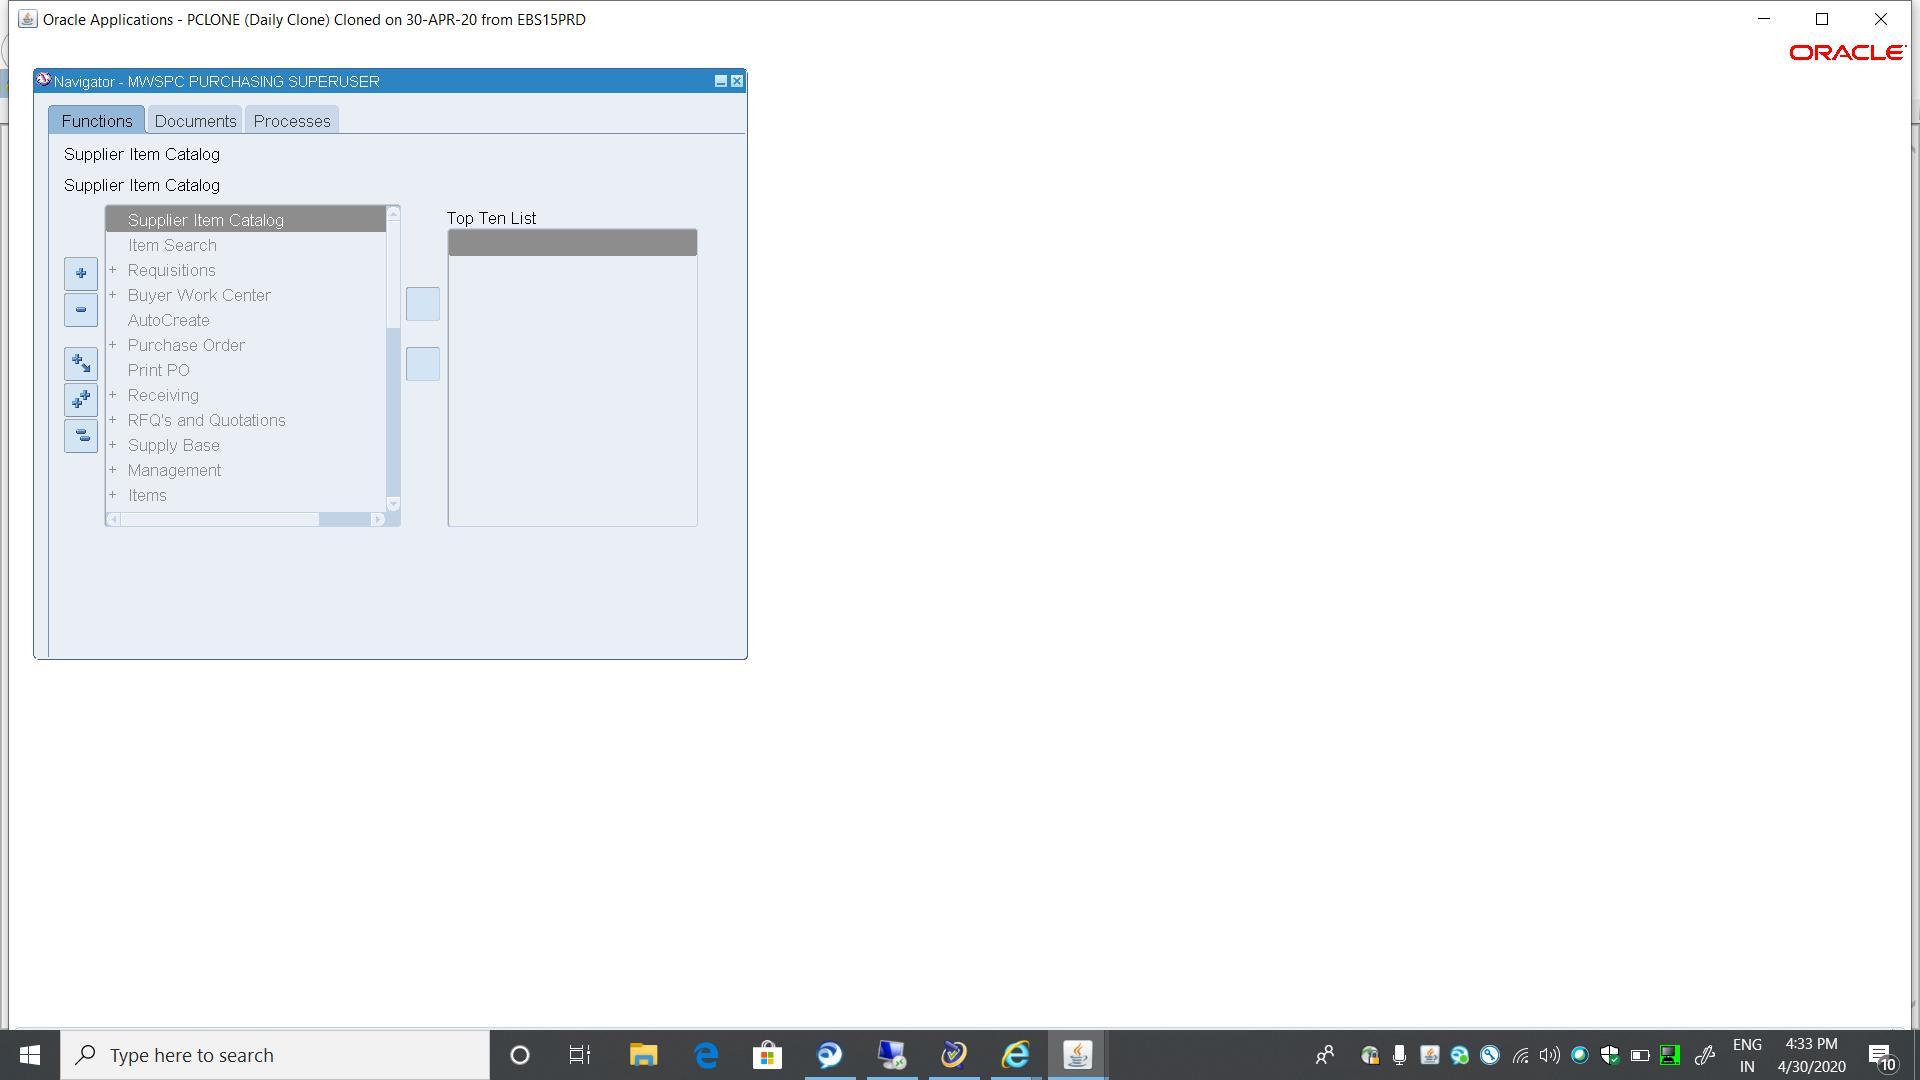 Oracle Applications - PCLONE (Daily Clone) Cloned on 30-APR-20 from EBS15PRD
ORACLE
Navigator - MWSPC PURCHASING SUPERUSER
Functions Documents Processes
Supplier Item Catalog
Supplier Item Catalog
Top Ten List
Supplier Item Catalog
Item Search
+ Requisitions
+ Buyer Work Center
AutoCreate
+ Purchase Order
Print PO
+ Receiving
+ RFQ's and Quotations
+ Supply Base
+ Management
+ Items
Type here to search
ENG
IN
4:33 PM
4/30/2020
10